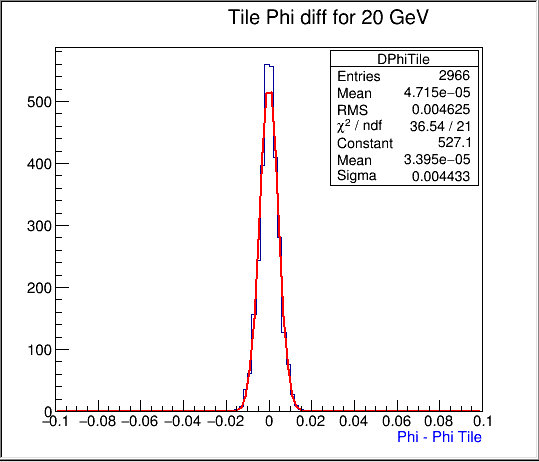 Tile Phi diff for 20 GeV
DPhiTile
Entries 2966
Mean 4.715e−05
RMS 0.004625
χ² / ndf 36.54 / 21
Constant 527.1
Mean 3.395e−05
Sigma 0.004433
500
400
300
200
100
0
−0.1 −0.08 −0.06 −0.04 −0.02 0 0.02 0.04 0.06 0.08 0.1
Phi - Phi Tile